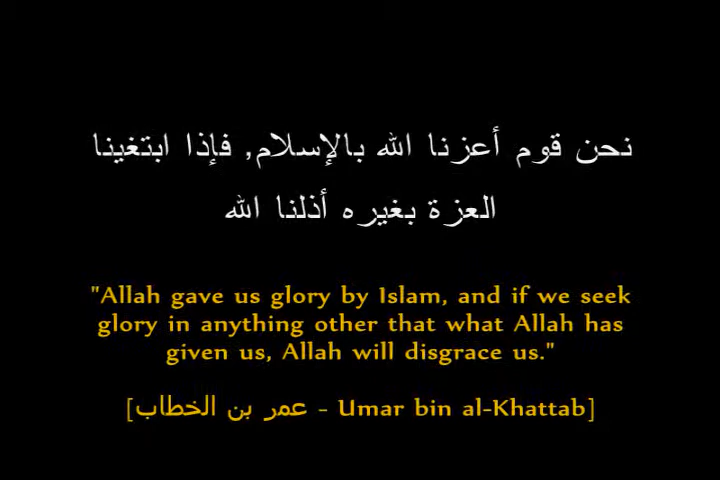 نحن قوم أعزنا الله بالإسلام, فإذا ابتغينا
العزة بغيره أذلنا الله
"Allah gave us glory by Islam, and if we seek
glory in anything other that what Allah has
given us, Allah will disgrace us."
[عمر بن الخطاب - Umar bin al-Khattab]